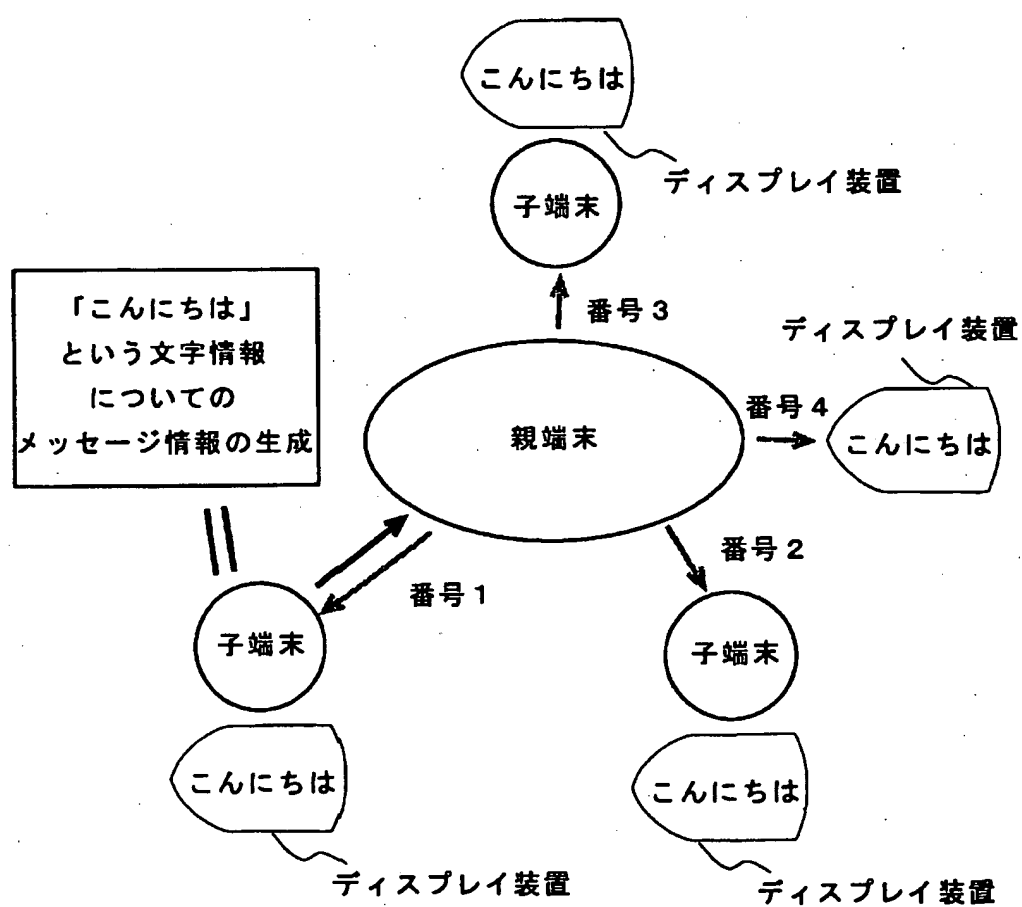 こんにちは
ディスプレイ装置
子端末
番号3
「こんにちは」
という文字情報
についての
メッセージ情報の生成
ディスプレイ装置
番号4
こんにちは
親端末
番号2
番号1
子端末
子端末
こんにちは
こんにちは
ディスプレイ装置
ディスプレイ装置